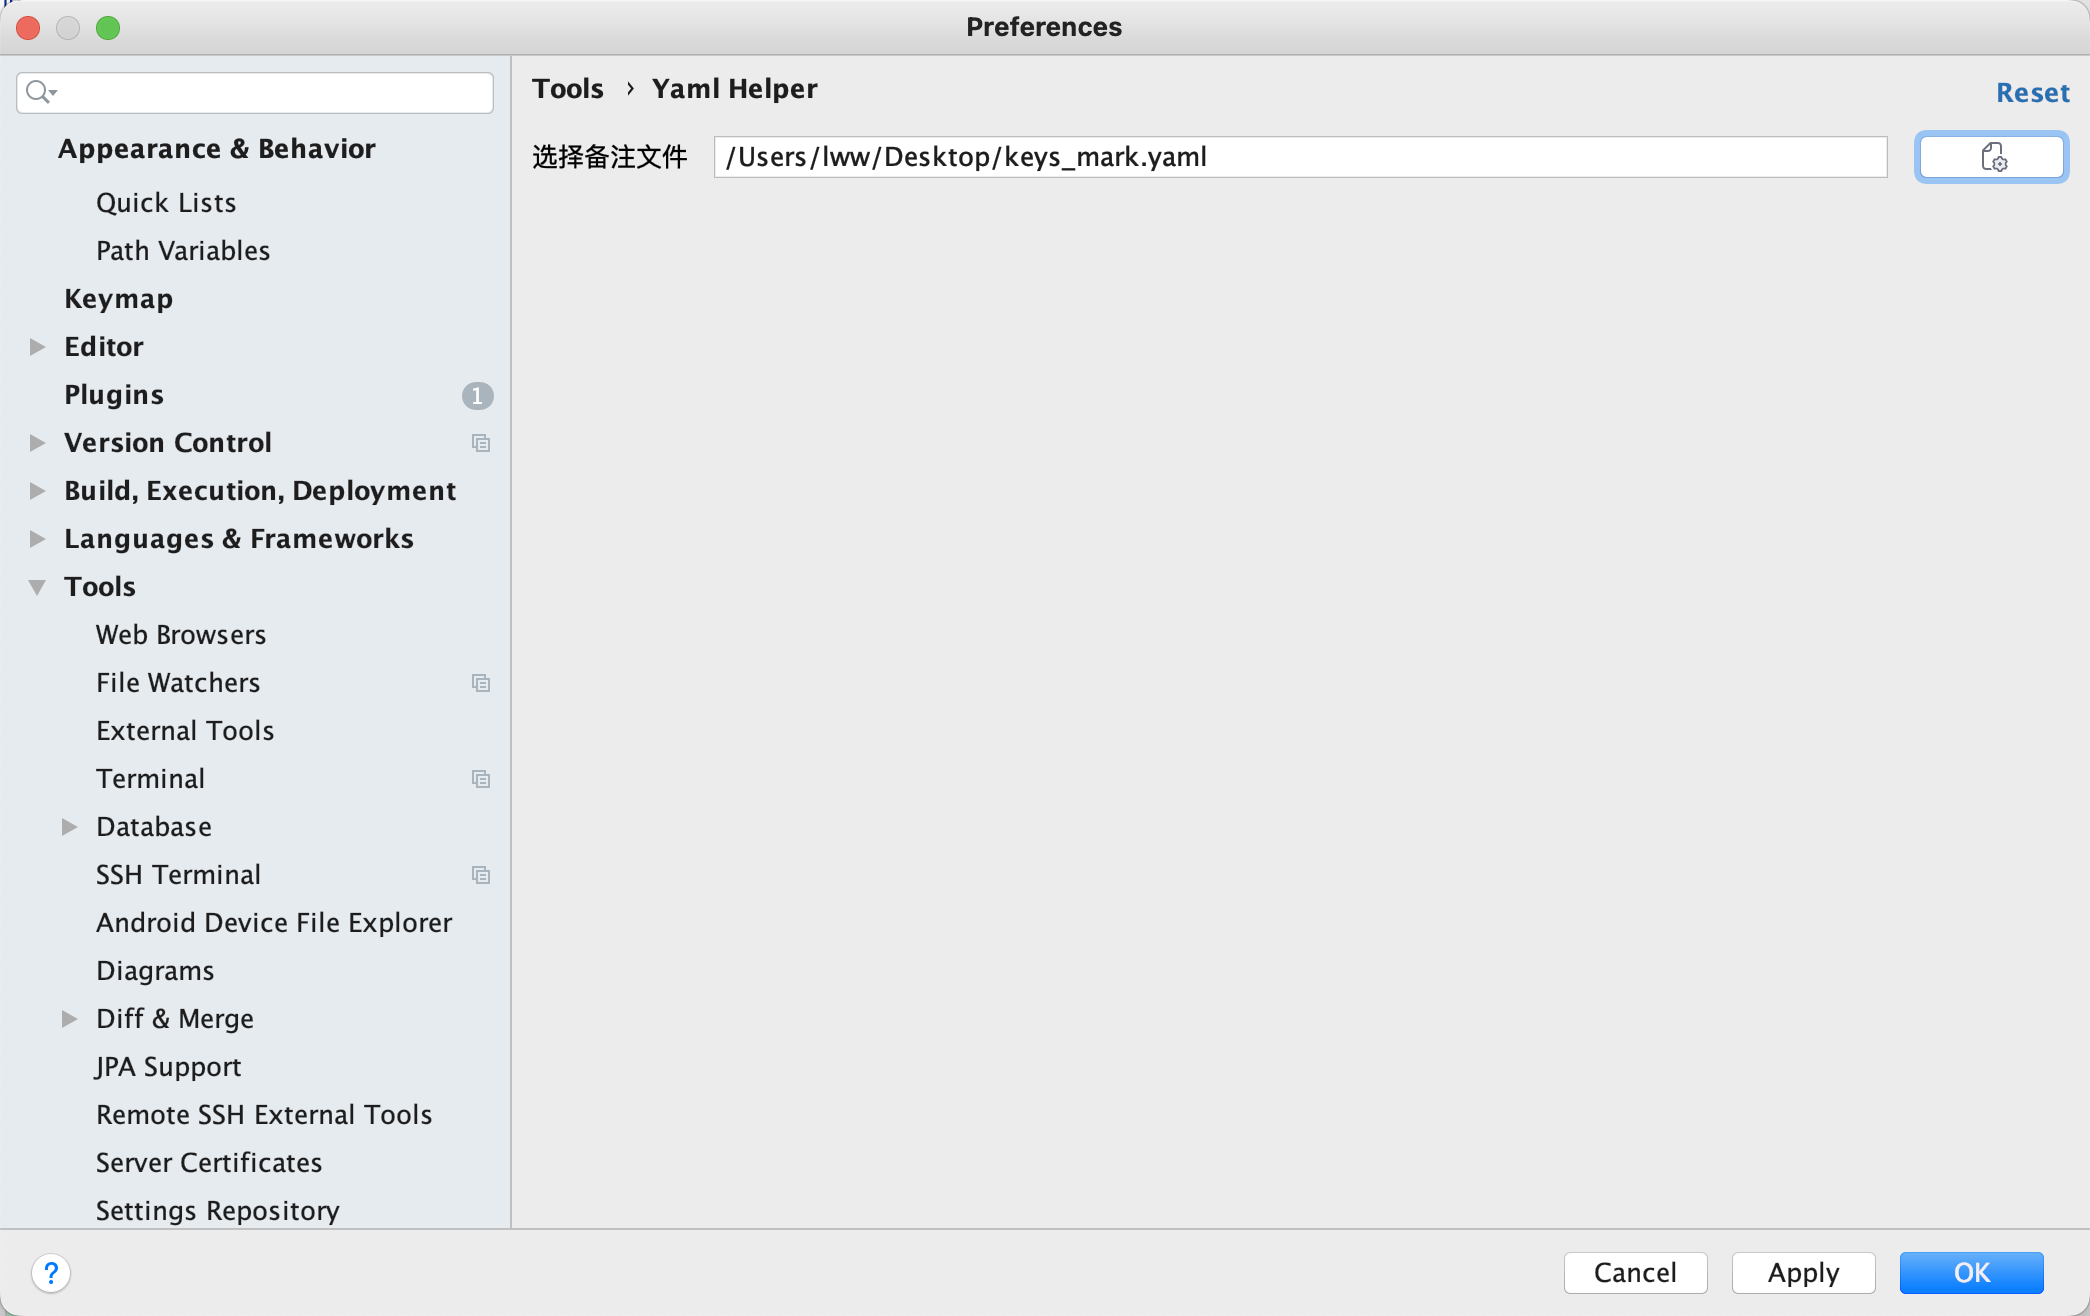 Preferences
Appearance & Behavior
Quick Lists
Path Variables
Keymap
Editor
Plugins 1
Version Control
Build, Execution, Deployment
Languages & Frameworks
Tools
Web Browsers
File Watchers
External Tools
Terminal
Database
SSH Terminal
Android Device File Explorer
Diagrams
Diff & Merge
JPA Support
Remote SSH External Tools
Server Certificates
Settings Repository
Tools › Yaml Helper
Reset
选择备注文件 /Users/lww/Desktop/keys_mark.yaml
?
Cancel Apply OK